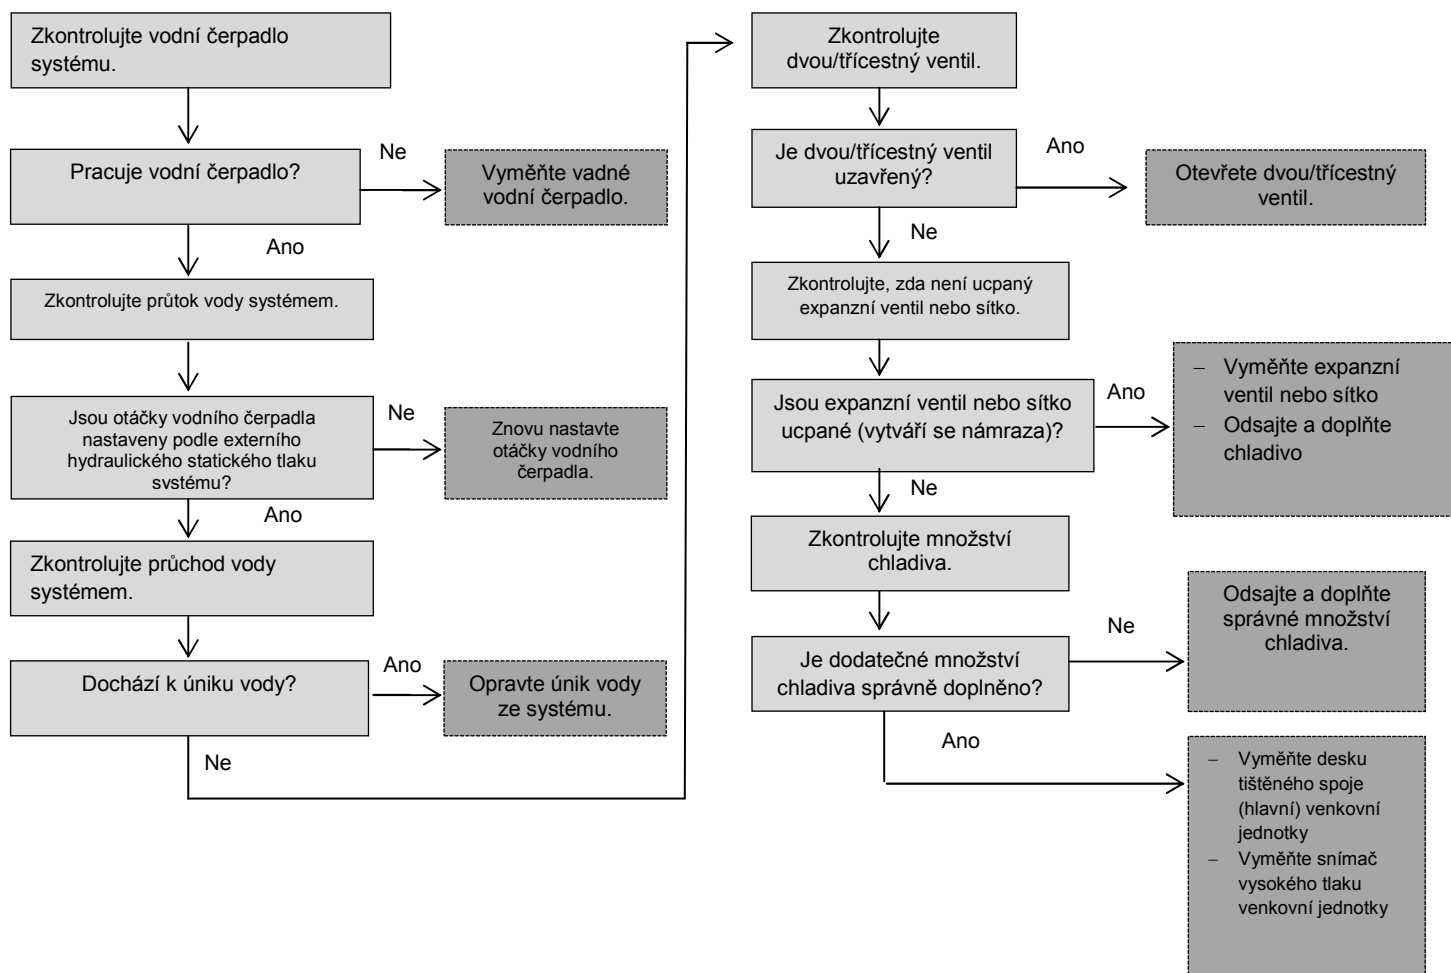 Zkontrolujte vodní čerpadlo
systému.
Pracuje vodní čerpadlo?
Ne
Vyměňte vadné
vodní čerpadlo.
Ano
Zkontrolujte průtok vody systémem.
Jsou otáčky vodního čerpadla
nastaveny podle externího
hydraulického statického tlaku
systému?
Ne
Znovu nastavte
otáčky vodního
čerpadla.
Ano
Zkontrolujte průchod vody
systémem.
Dochází k úniku vody?
Ano
Opravte únik vody
ze systému.
Ne
Zkontrolujte
dvou/třícestný ventil.
Je dvou/třícestný ventil
uzavřený?
Ano
Otevřete dvou/třícestný
ventil.
Ne
Zkontrolujte, zda není ucpaný
expanzní ventil nebo sítko.
Jsou expanzní ventil nebo sítko
ucpané (vytváří se námraza)?
Ano
– Vyměňte expanzní
ventil nebo sítko
– Odsajte a doplňte
chladivo
Ne
Zkontrolujte množství
chladiva.
Je dodatečné množství
chladiva správně doplněno?
Ne
Odsajte a doplňte
správné množství
chladiva.
Ano
– Vyměňte desku
tištěného spoje
(hlavní) venkovní
jednotky
– Vyměňte snímač
vysokého tlaku
venkovní jednotky